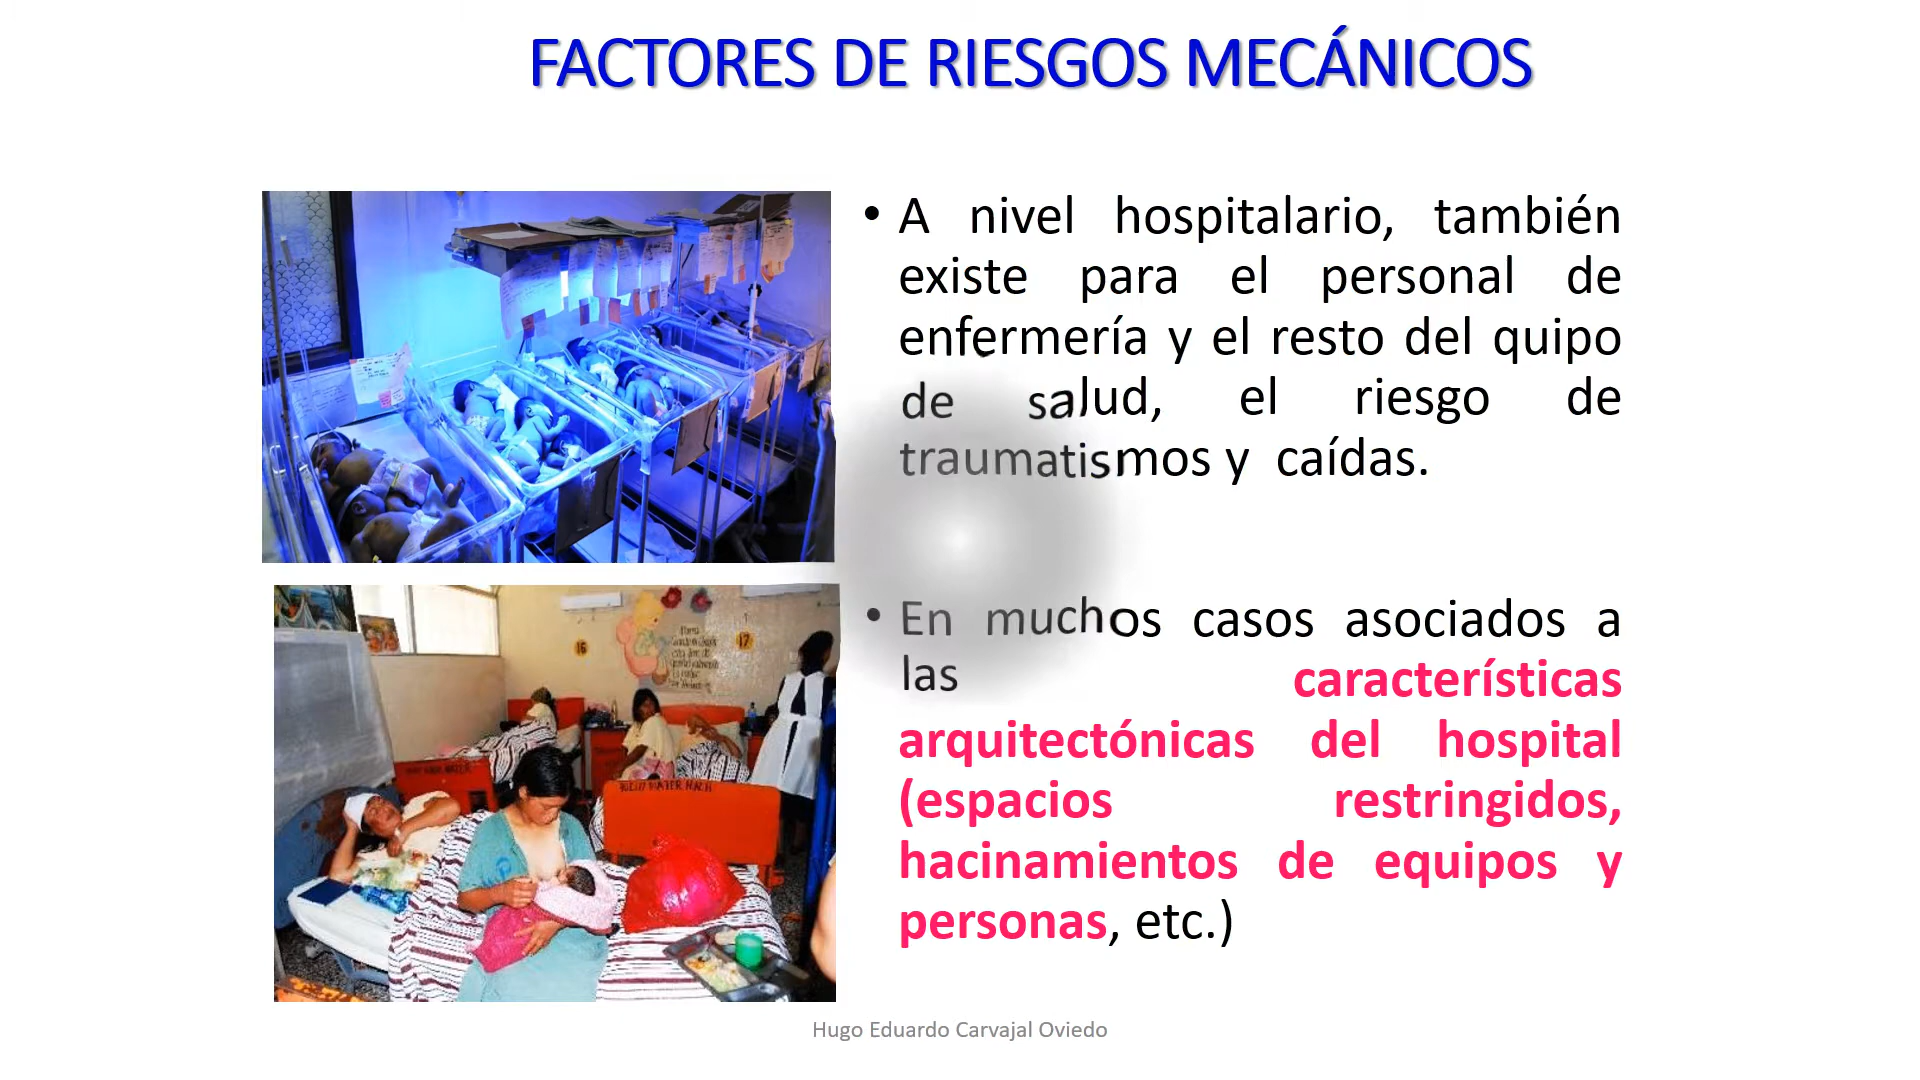 FACTORES DE RIESGOS MECÁNICOS
• A nivel hospitalario, también
existe para el personal de
enfermería y el resto del quipo
de salud, el riesgo de
traumatismos y caídas.
• En muchos casos asociados a
las características
arquitectónicas del hospital
(espacios restringidos,
hacinamientos de equipos y
personas, etc.)
16
17
Hugo Eduardo Carvajal Oviedo